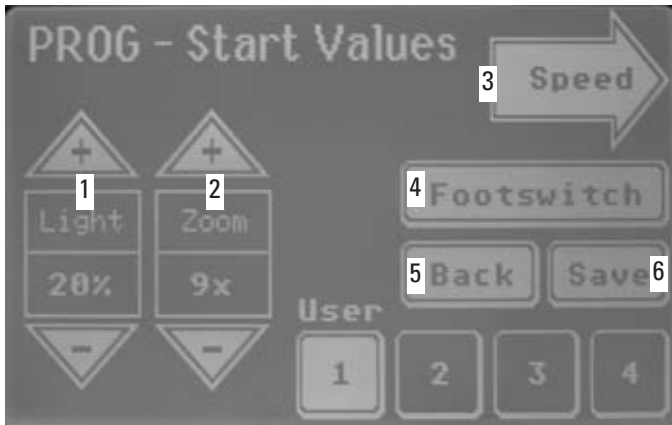 PROG - Start Values
3 Speed
+ +
1 2
Light Zoom
4 Footswitch
20% 9x
5 Back Save 6
- -
User
1 2 3 4